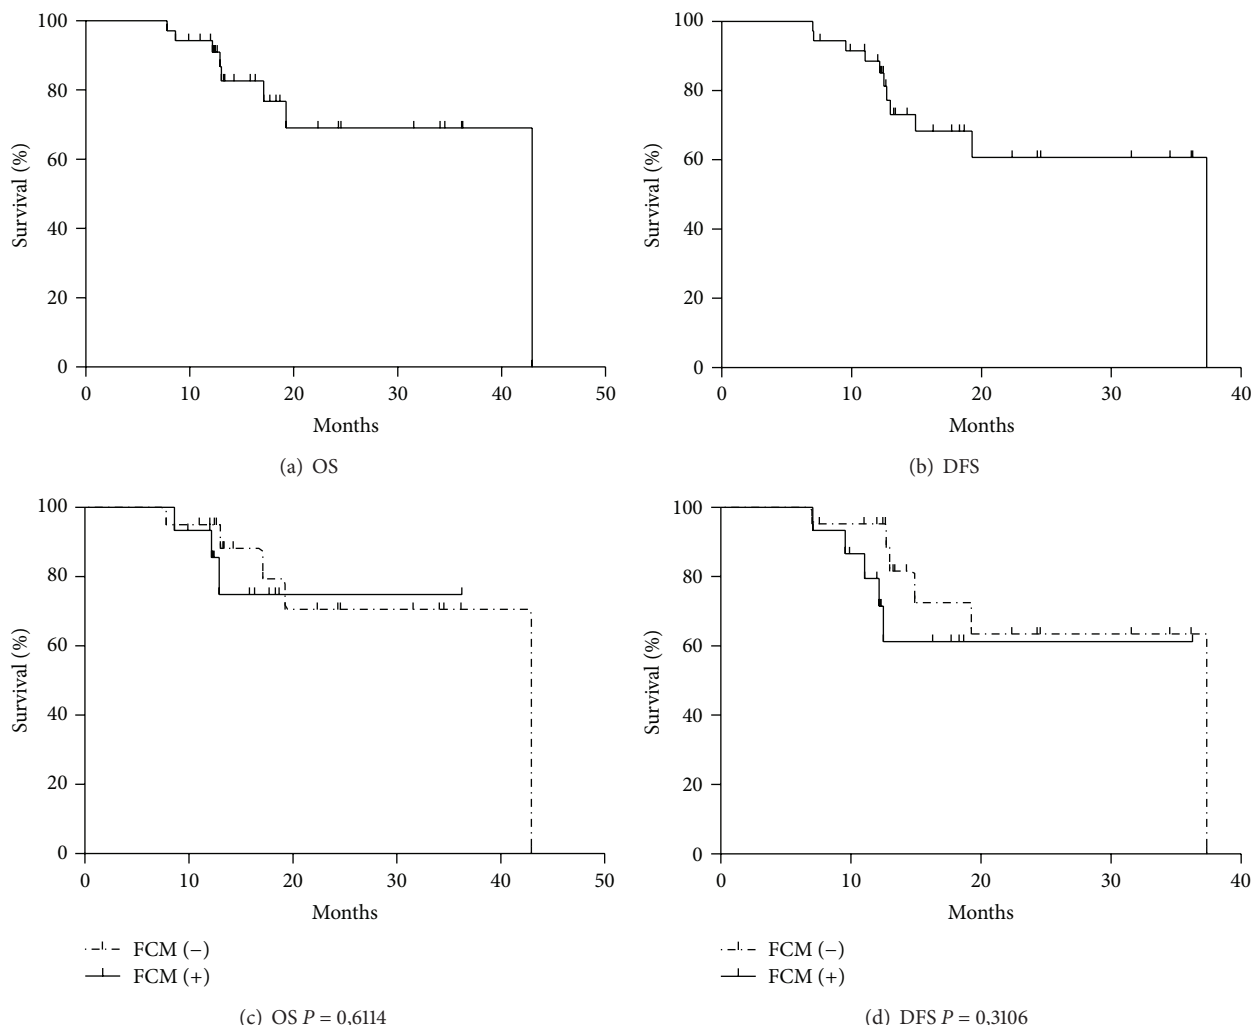 100
80
60
40
20
0
Survival (%)
0 10 20 30 40 50
Months
(a) OS
100
80
60
40
20
0
Survival (%)
0 10 20 30 40
Months
(b) DFS
100
80
60
40
20
0
Survival (%)
0 10 20 30 40 50
Months
FCM (−)
FCM (+)
(c) OS P = 0,6114
100
80
60
40
20
0
Survival (%)
0 10 20 30 40
Months
FCM (−)
FCM (+)
(d) DFS P = 0,3106